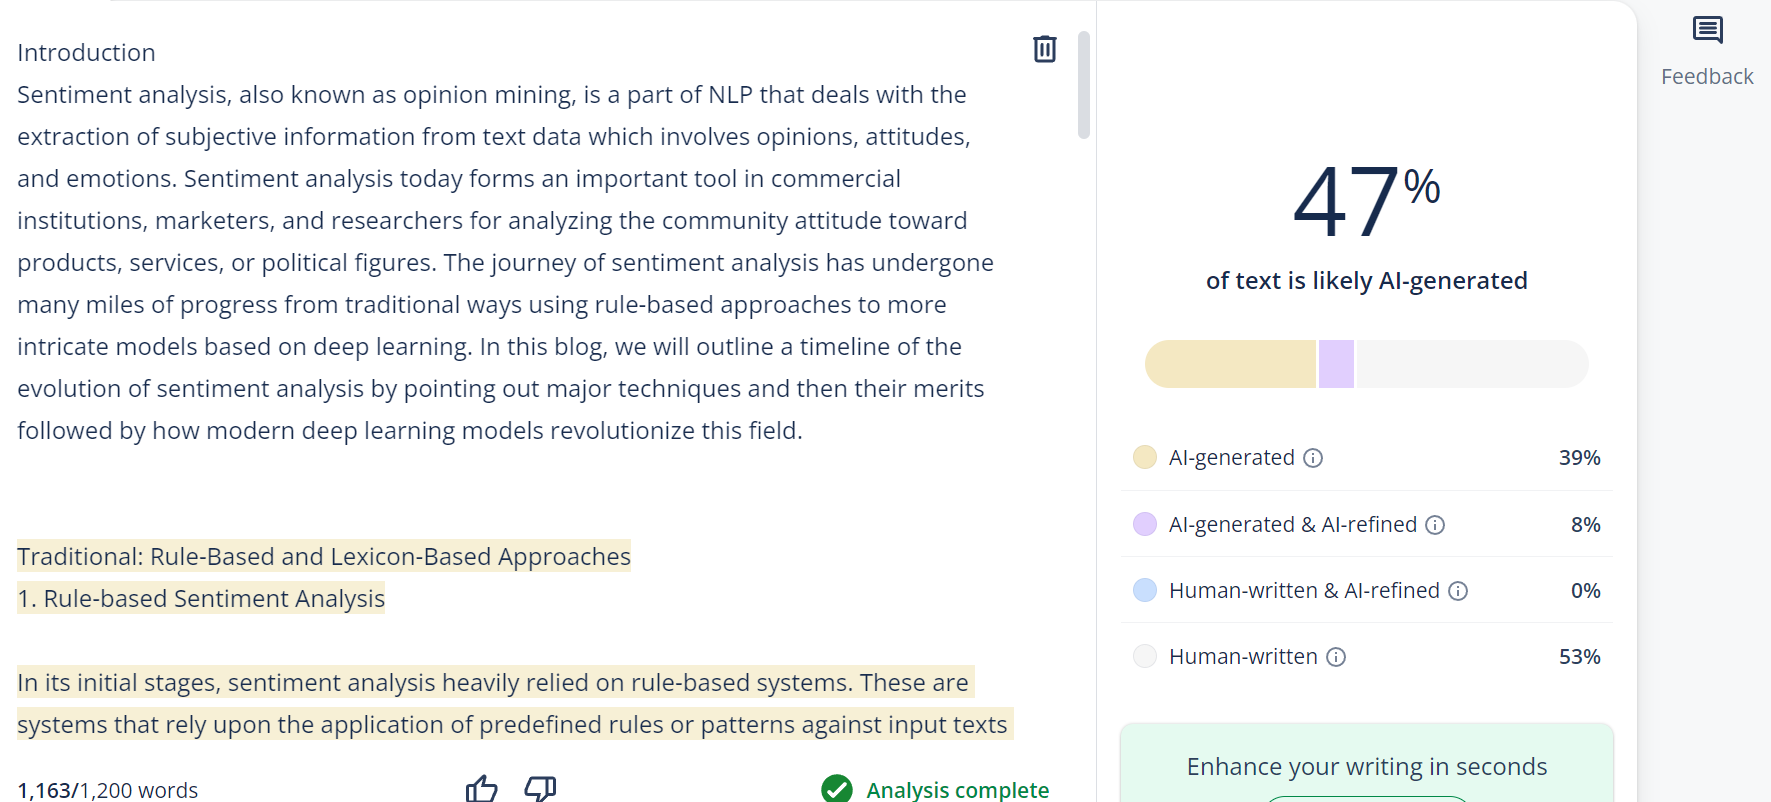 Introduction
Sentiment analysis, also known as opinion mining, is a part of NLP that deals with the
extraction of subjective information from text data which involves opinions, attitudes,
and emotions. Sentiment analysis today forms an important tool in commercial
institutions, marketers, and researchers for analyzing the community attitude toward
products, services, or political figures. The journey of sentiment analysis has undergone
many miles of progress from traditional ways using rule-based approaches to more
intricate models based on deep learning. In this blog, we will outline a timeline of the
evolution of sentiment analysis by pointing out major techniques and then their merits
followed by how modern deep learning models revolutionize this field.
Traditional: Rule-Based and Lexicon-Based Approaches
1. Rule-based Sentiment Analysis
In its initial stages, sentiment analysis heavily relied on rule-based systems. These are
systems that rely upon the application of predefined rules or patterns against input texts
1,163/1,200 words
Analysis complete
47%
of text is likely AI-generated
AI-generated 39%
AI-generated & AI-refined 8%
Human-written & AI-refined 0%
Human-written 53%
Enhance your writing in seconds
Feedback